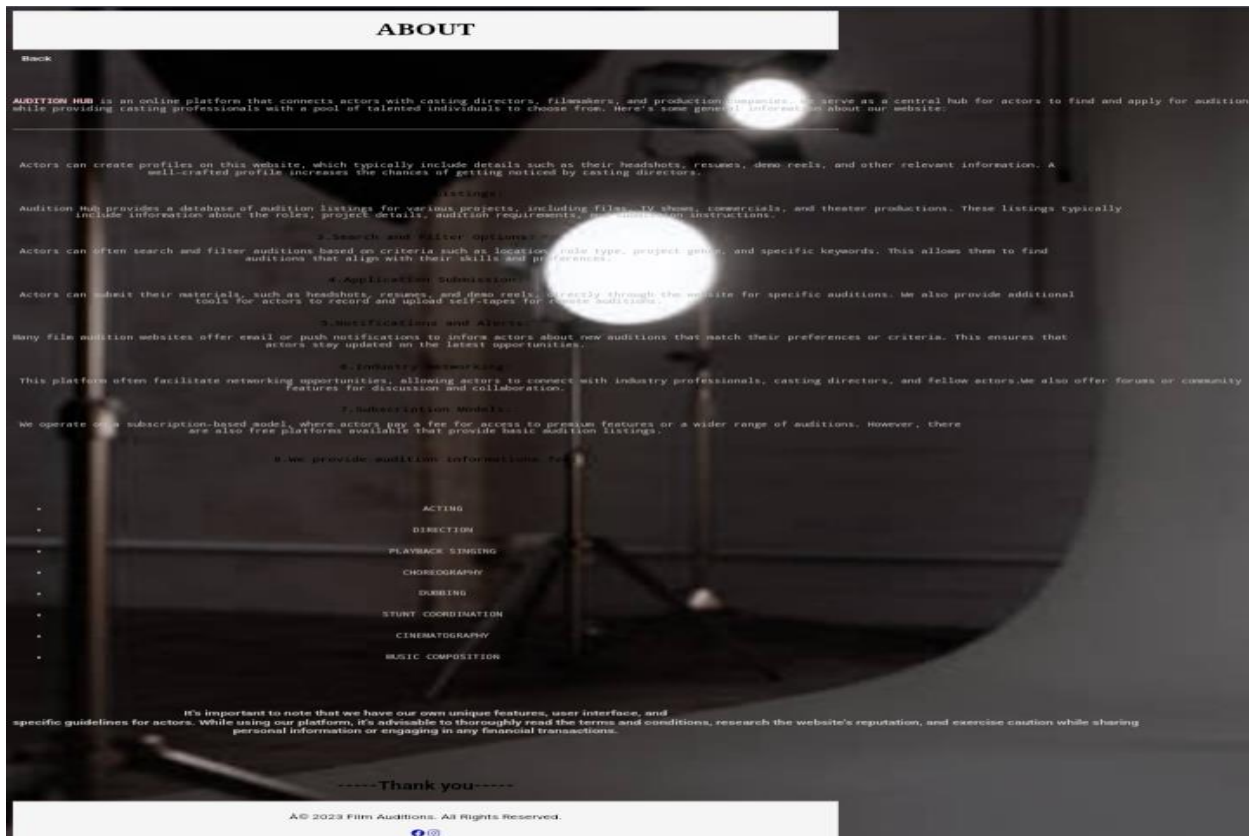 ABOUT
Back
AUDITION HUB is an online platform that connects actors with casting directors, filmmakers, and production companies. We serve as a central hub for actors to find and apply for audition
while providing casting professionals with a pool of talented individuals to choose from. Here's some general information about our website:
Actors can create profiles on this website, which typically include details such as their headshots, resumes, demo reels, and other relevant information. A
well-crafted profile increases the chances of getting noticed by casting directors.
Listings:
Audition Hub provides a database of audition listings for various projects, including films, TV shows, commercials, and theater productions. These listings typically
include information about the roles, project details, audition requirements, and submission instructions.
3.Search and Filter Options:
Actors can often search and filter auditions based on criteria such as location, role type, project genre, and specific keywords. This allows them to find
auditions that align with their skills and preferences.
4.Application Submission:
Actors can submit their materials, such as headshots, resumes, and demo reels, directly through the website for specific auditions. We also provide additional
tools for actors to record and upload self-tapes for remote auditions.
5.Notifications and Alerts:
Many film audition websites offer email or push notifications to inform actors about new auditions that match their preferences or criteria. This ensures that
actors stay updated on the latest opportunities.
6.Industry Networking:
This platform often facilitate networking opportunities, allowing actors to connect with industry professionals, casting directors, and fellow actors.We also offer forums or community
features for discussion and collaboration.
7.Subscription Models:
We operate on a subscription-based model, where actors pay a fee for access to premium features or a wider range of auditions. However, there
are also free platforms available that provide basic audition listings.
8.We provide audition informations
• ACTING
• DIRECTION
• PLAYBACK SINGING
• CHOREOGRAPHY
• DUBBING
• STUNT COORDINATION
• CINEMATOGRAPHY
• MUSIC COMPOSITION
It's important to note that we have our own unique features, user interface, and
specific guidelines for actors. While using our platform, it's advisable to thoroughly read the terms and conditions, research the website's reputation, and exercise caution while sharing
personal information or engaging in any financial transactions.
-----Thank you-----
Â© 2023 Film Auditions. All Rights Reserved.